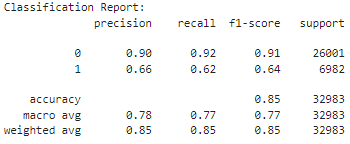 Classification Report:
precision recall f1-score support
0 0.90 0.92 0.91 26001
1 0.66 0.62 0.64 6982
accuracy 0.85 32983
macro avg 0.78 0.77 0.77 32983
weighted avg 0.85 0.85 0.85 32983